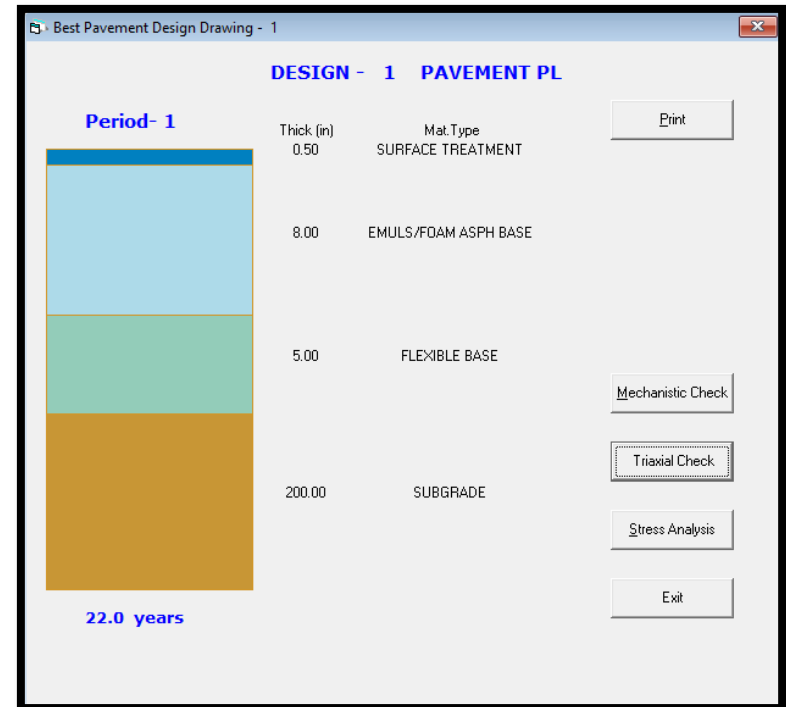 Best Pavement Design Drawing - 1
DESIGN - 1 PAVEMENT PL
Period- 1
Thick (in) Mat.Type
Print
0.50 SURFACE TREATMENT
8.00 EMULS/FOAM ASPH BASE
5.00 FLEXIBLE BASE
Mechanistic Check
Triaxial Check
200.00 SUBGRADE
Stress Analysis
Exit
22.0 years